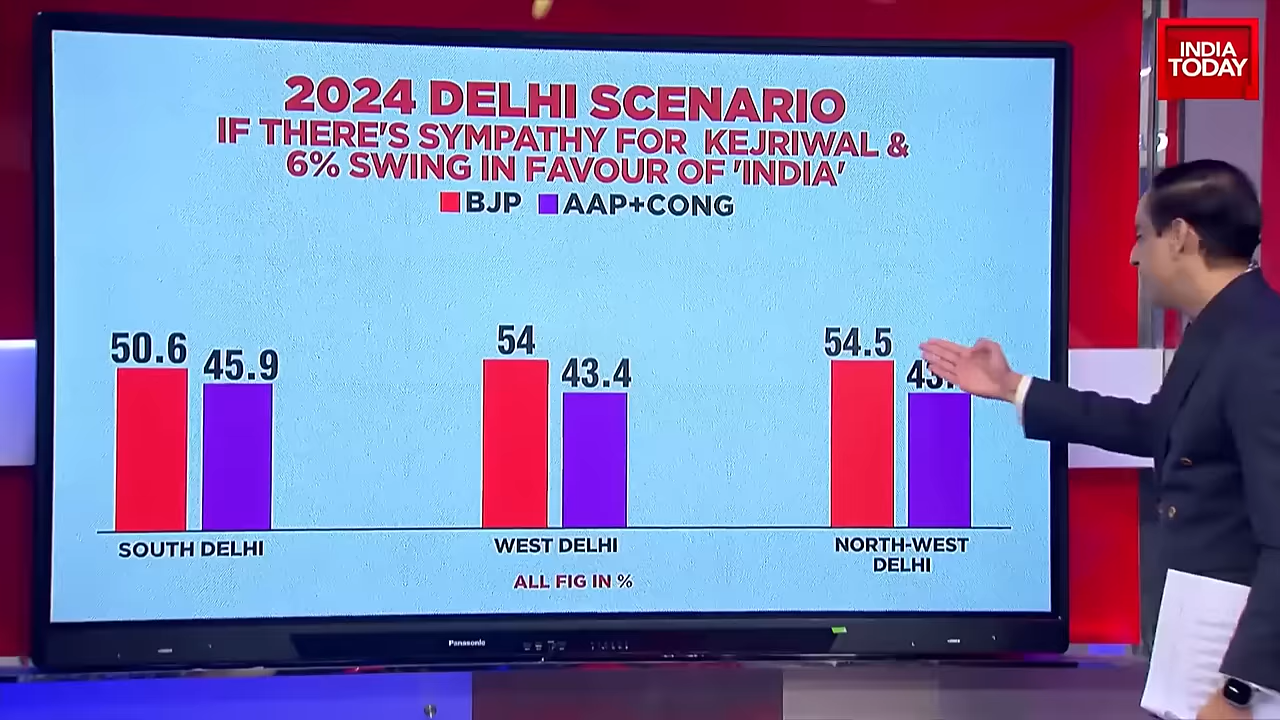 INDIA
TODAY
2024 DELHI SCENARIO
IF THERE'S SYMPATHY FOR KEJRIWAL &
6% SWING IN FAVOUR OF 'INDIA'
BJP AAP+CONG
50.6 45.9 54 43.4 54.5
SOUTH DELHI WEST DELHI NORTH-WEST
DELHI
ALL FIG IN %
Panasonic